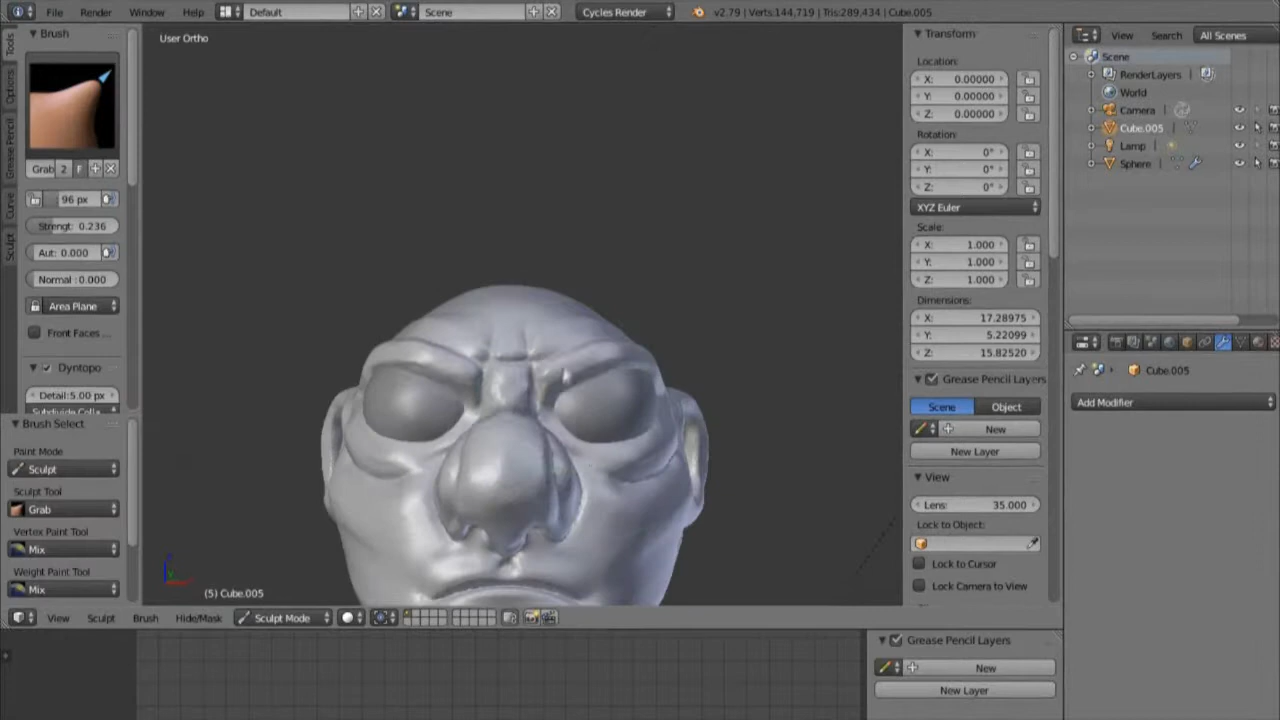 File Render Window Help Default Scene Cycles Render v2.79 | Verts:144,719 | Tris:289,434 | Cube.005
Tools
Options
Grease Pencil
Curve
Sculpt
Brush
Grab 2 F
96 px
Strengt: 0.236
Aut: 0.000
Normal: 0.000
Area Plane
Front Faces ...
Dyntopo
Detail:5.00 px
Brush Select
Paint Mode
Sculpt
Sculpt Tool
Grab
Vertex Paint Tool
Mix
Weight Paint Tool
Mix
User Ortho
(5) Cube.005
View Sculpt Brush Hide/Mask Sculpt Mode
Transform
Location:
X: 0.00000
Y: 0.00000
Z: 0.00000
Rotation:
X: 0°
Y: 0°
Z: 0°
XYZ Euler
Scale:
X: 1.000
Y: 1.000
Z: 1.000
Dimensions:
X: 17.28975
Y: 5.22099
Z: 15.82520
Grease Pencil Layers
Scene Object
New
New Layer
View
Lens: 35.000
Lock to Object:
Lock to Cursor
Lock Camera to View
View Search All Scenes
Scene
RenderLayers
World
Camera
Cube.005
Lamp
Sphere
Cube.005
Add Modifier
Grease Pencil Layers
New
New Layer